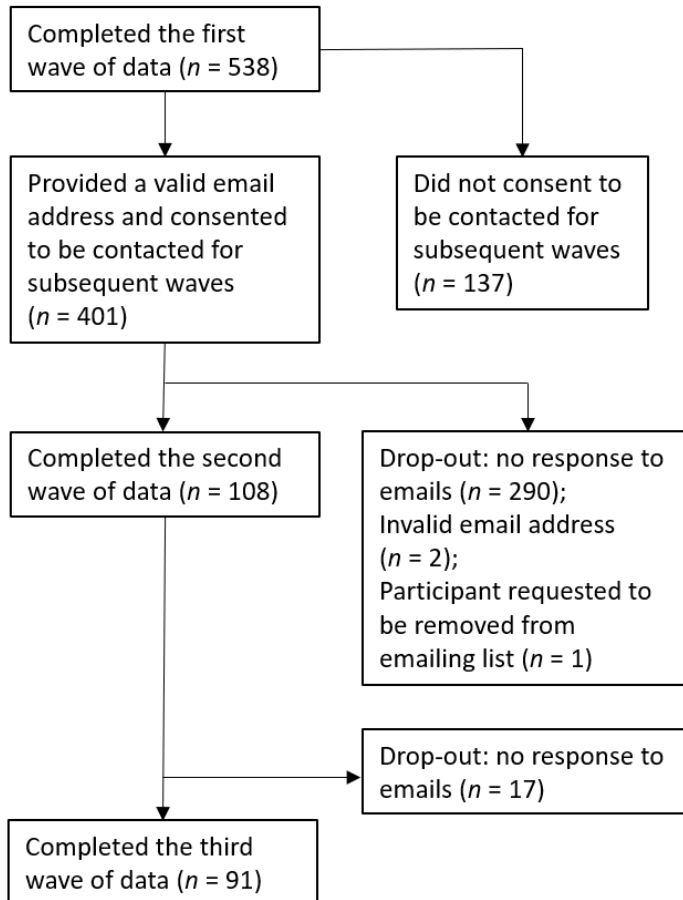 Completed the first
wave of data (n = 538)
Provided a valid email
address and consented
to be contacted for
subsequent waves
(n = 401)
Did not consent to
be contacted for
subsequent waves
(n = 137)
Completed the second
wave of data (n = 108)
Drop-out: no response to
emails (n = 290);
Invalid email address
(n = 2);
Participant requested to
be removed from
emailing list (n = 1)
Drop-out: no response to
emails (n = 17)
Completed the third
wave of data (n = 91)